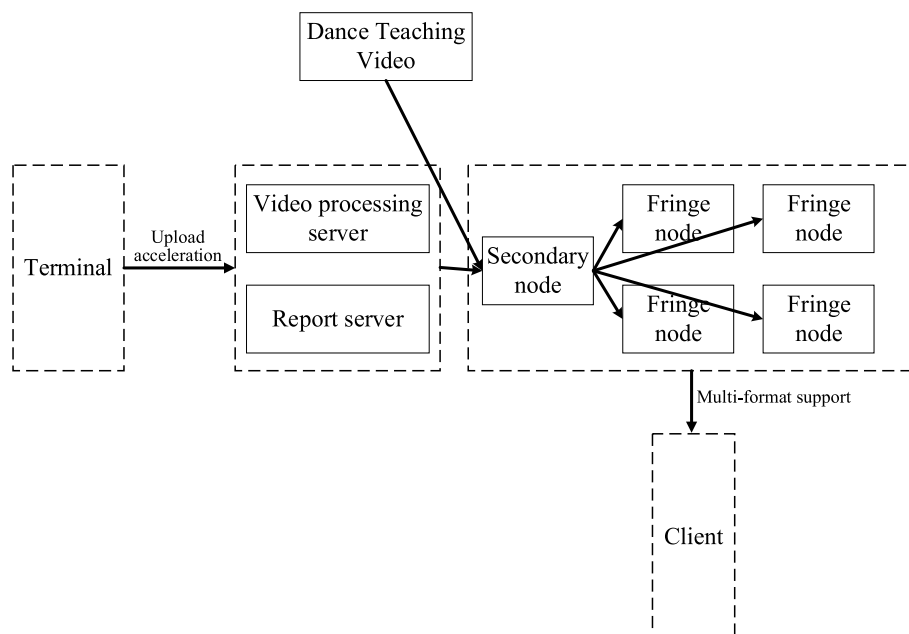 Dance Teaching
Video
Terminal
Upload
acceleration
Video processing
server
Report server
Secondary
node
Fringe
node
Fringe
node
Fringe
node
Fringe
node
Multi-format support
Client